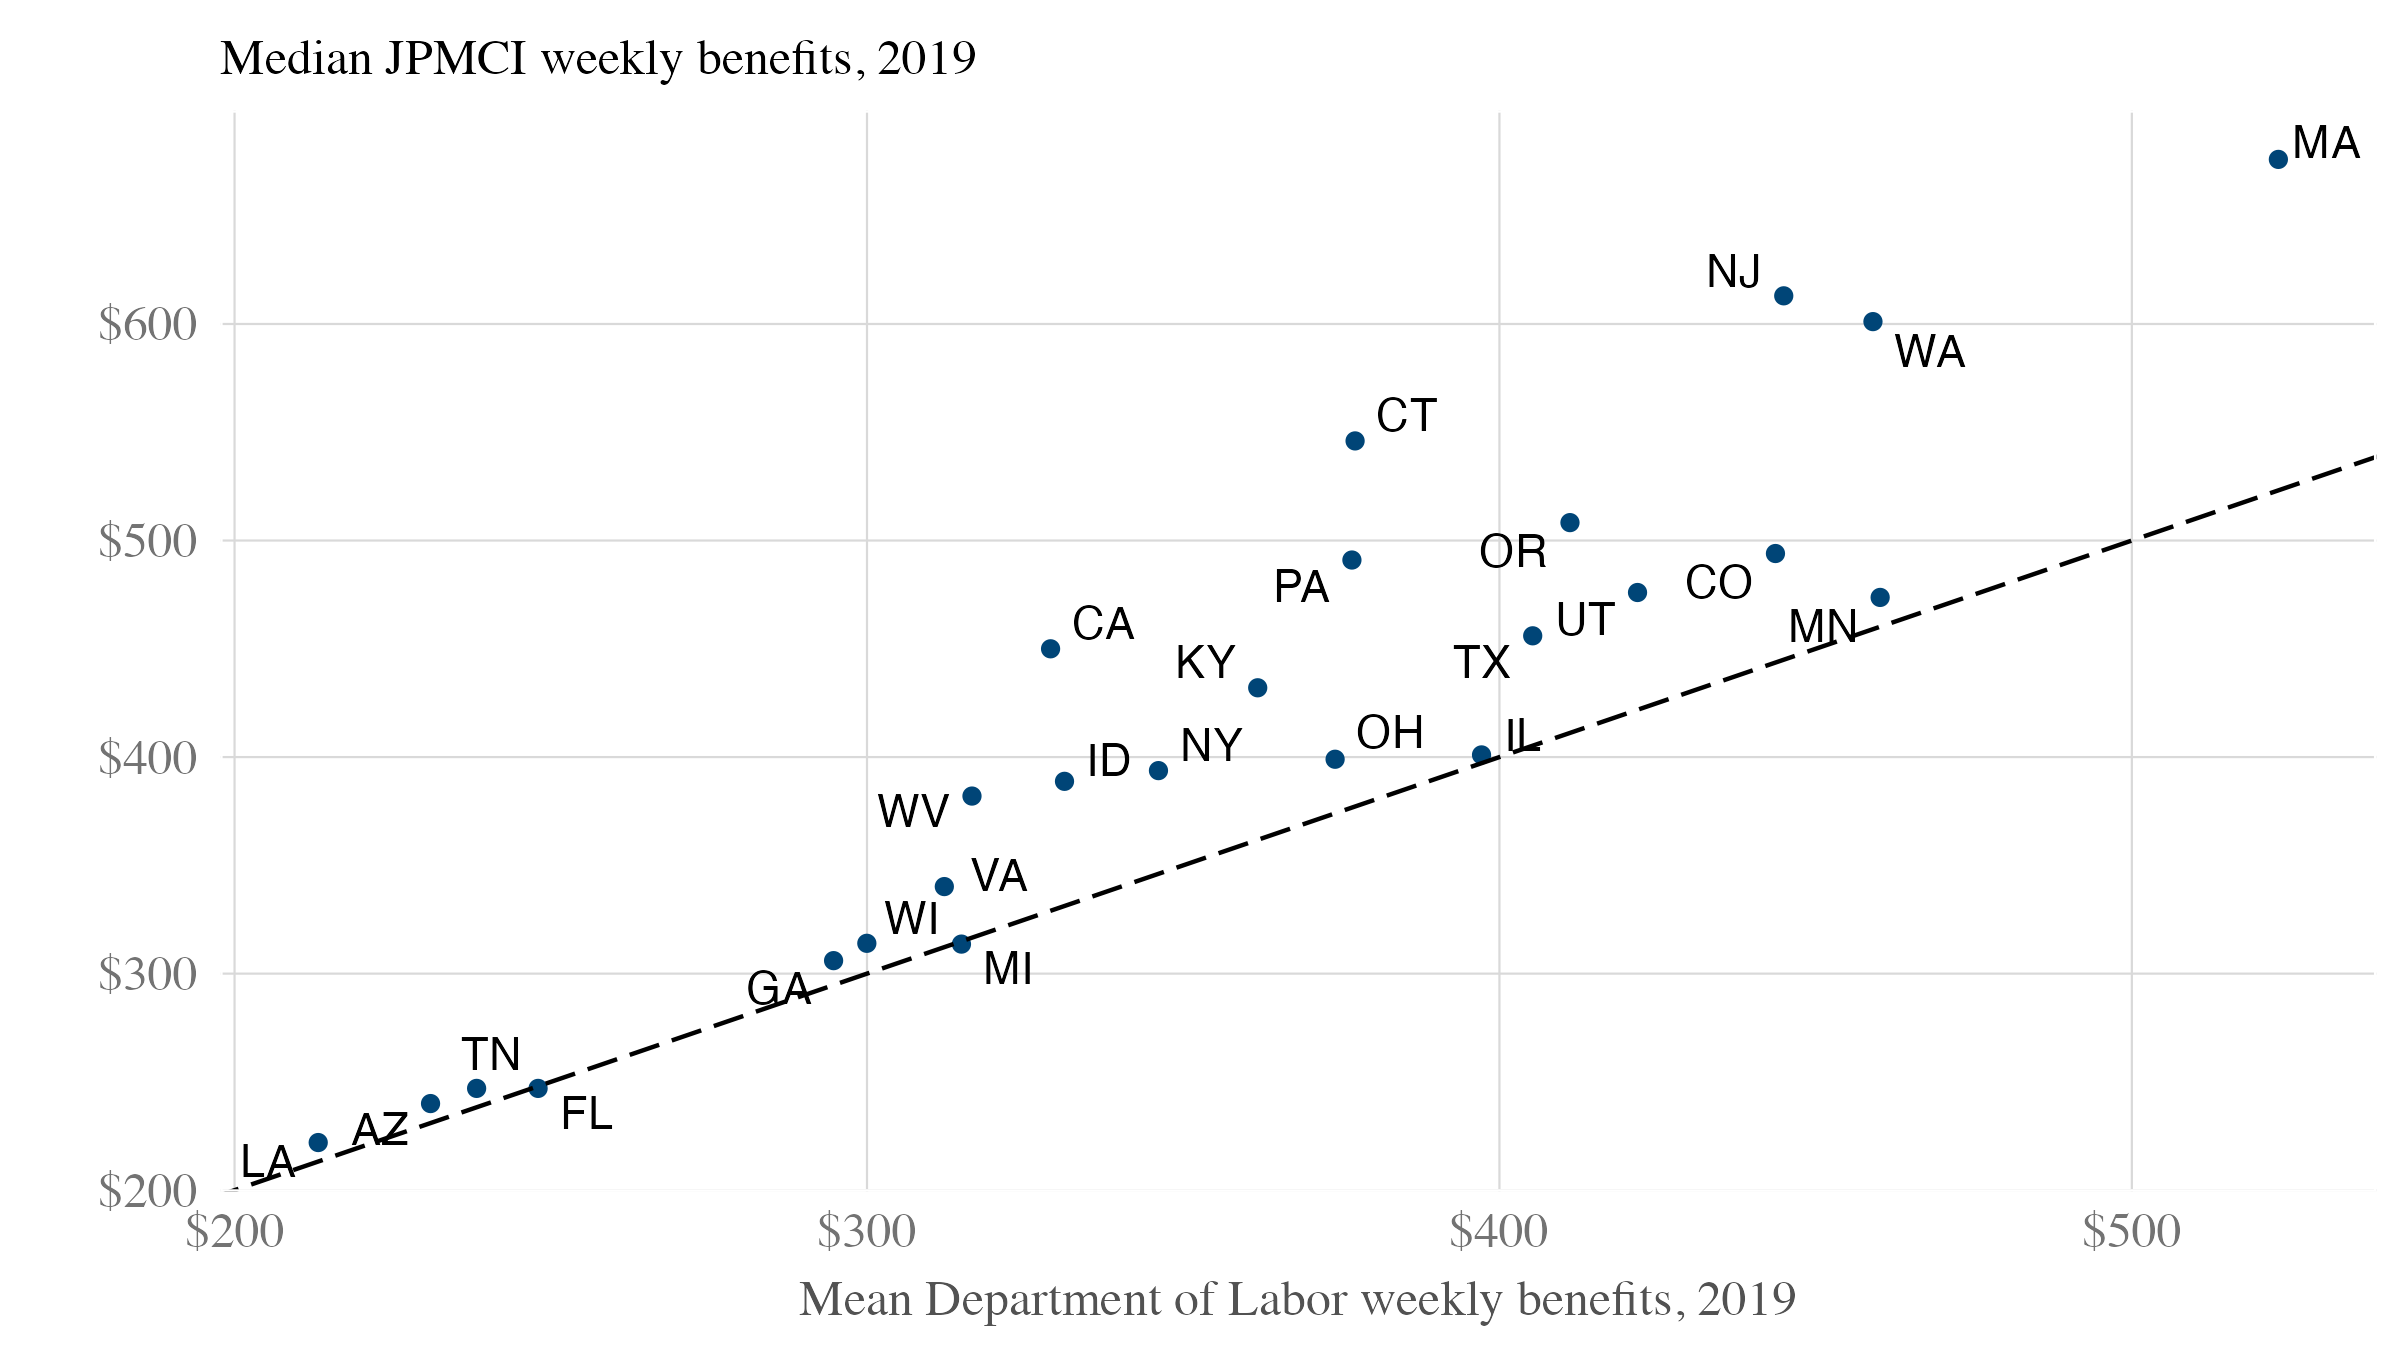 Median JPMCI weekly benefits, 2019
MA
NJ
$600
WA
CT
$500
OR
PA
CO
UT
MN
CA
KY
TX
OH
IL
NY
ID
$400
WV
VA
WI
MI
$300
GA
TN
FL
AZ
LA
$200
$200 $300 $400 $500
Mean Department of Labor weekly benefits, 2019